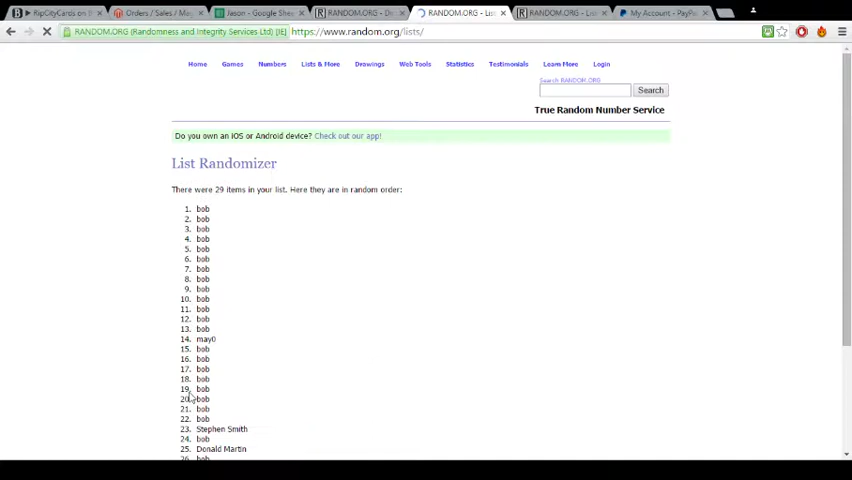 RipCityCards on th
Orders / Sales / Mag
Jason - Google Shee
RANDOM.ORG - Di
RANDOM.ORG - Lis
RANDOM.ORG - Lis
My Account - PayPa
RANDOM.ORG (Randomness and Integrity Services Ltd) [IE]
https://www.random.org/lists/
Home Games Numbers Lists & More Drawings Web Tools Statistics Testimonials Learn More Login
Search RANDOM.ORG
Search
True Random Number Service
Do you own an iOS or Android device? Check out our app!
List Randomizer
There were 29 items in your list. Here they are in random order:
1. bob
2. bob
3. bob
4. bob
5. bob
6. bob
7. bob
8. bob
9. bob
10. bob
11. bob
12. bob
13. bob
14. may0
15. bob
16. bob
17. bob
18. bob
19. bob
20. bob
21. bob
22. bob
23. Stephen Smith
24. bob
25. Donald Martin
26. bob